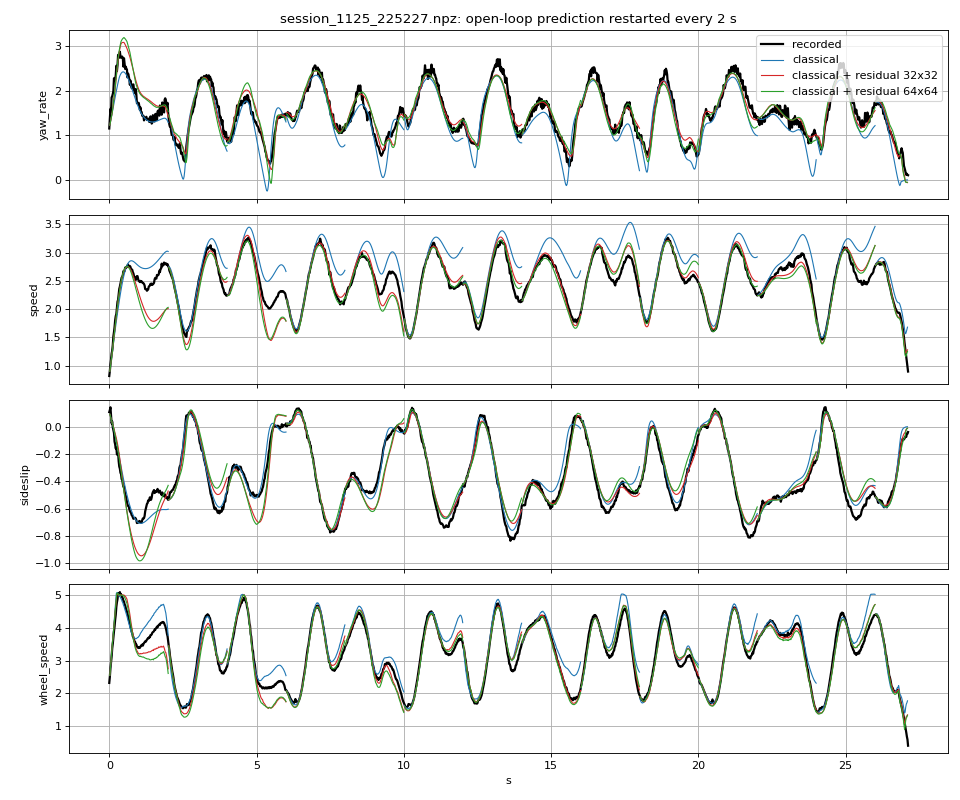 session_1125_225227.npz: open-loop prediction restarted every 2 s
recorded
classical
classical + residual 32x32
classical + residual 64x64
yaw_rate
3
2
1
0
speed
3.5
3.0
2.5
2.0
1.5
1.0
sideslip
0.0
−0.2
−0.4
−0.6
−0.8
−1.0
wheel_speed
5
4
3
2
1
0 5 10 15 20 25
s